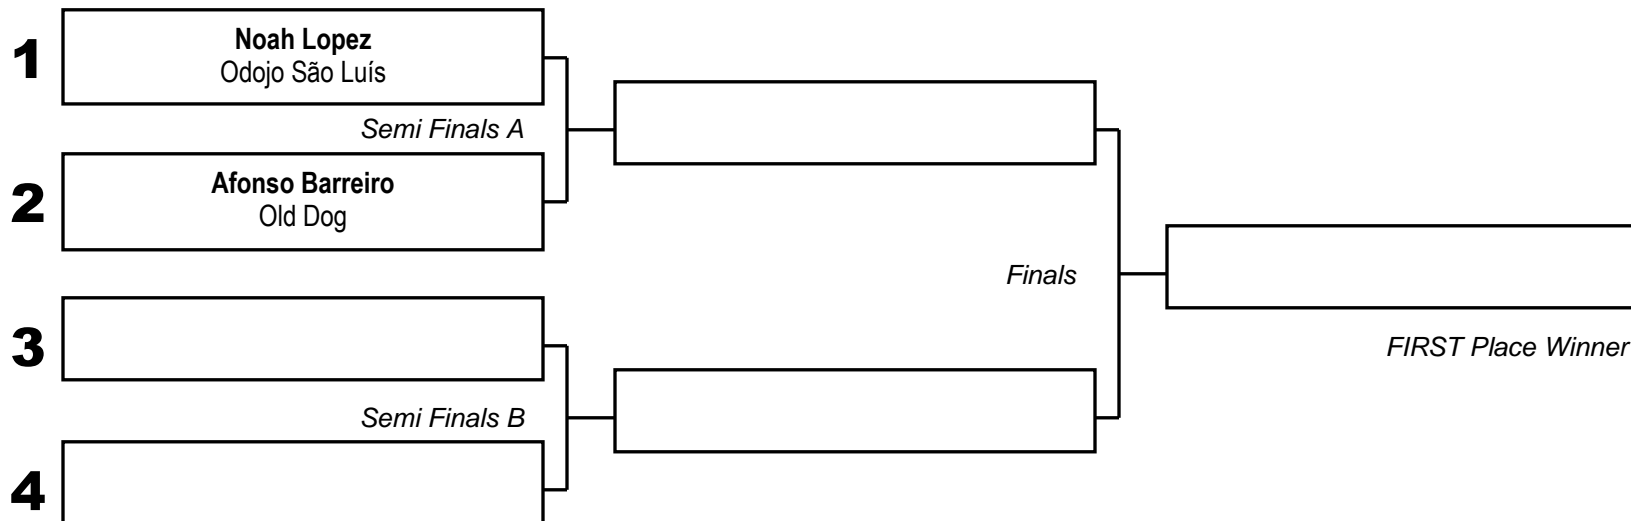 1
Noah Lopez
Odojo São Luís
Semi Finals A
2
Afonso Barreiro
Old Dog
Finals
3
FIRST Place Winner
Semi Finals B
4